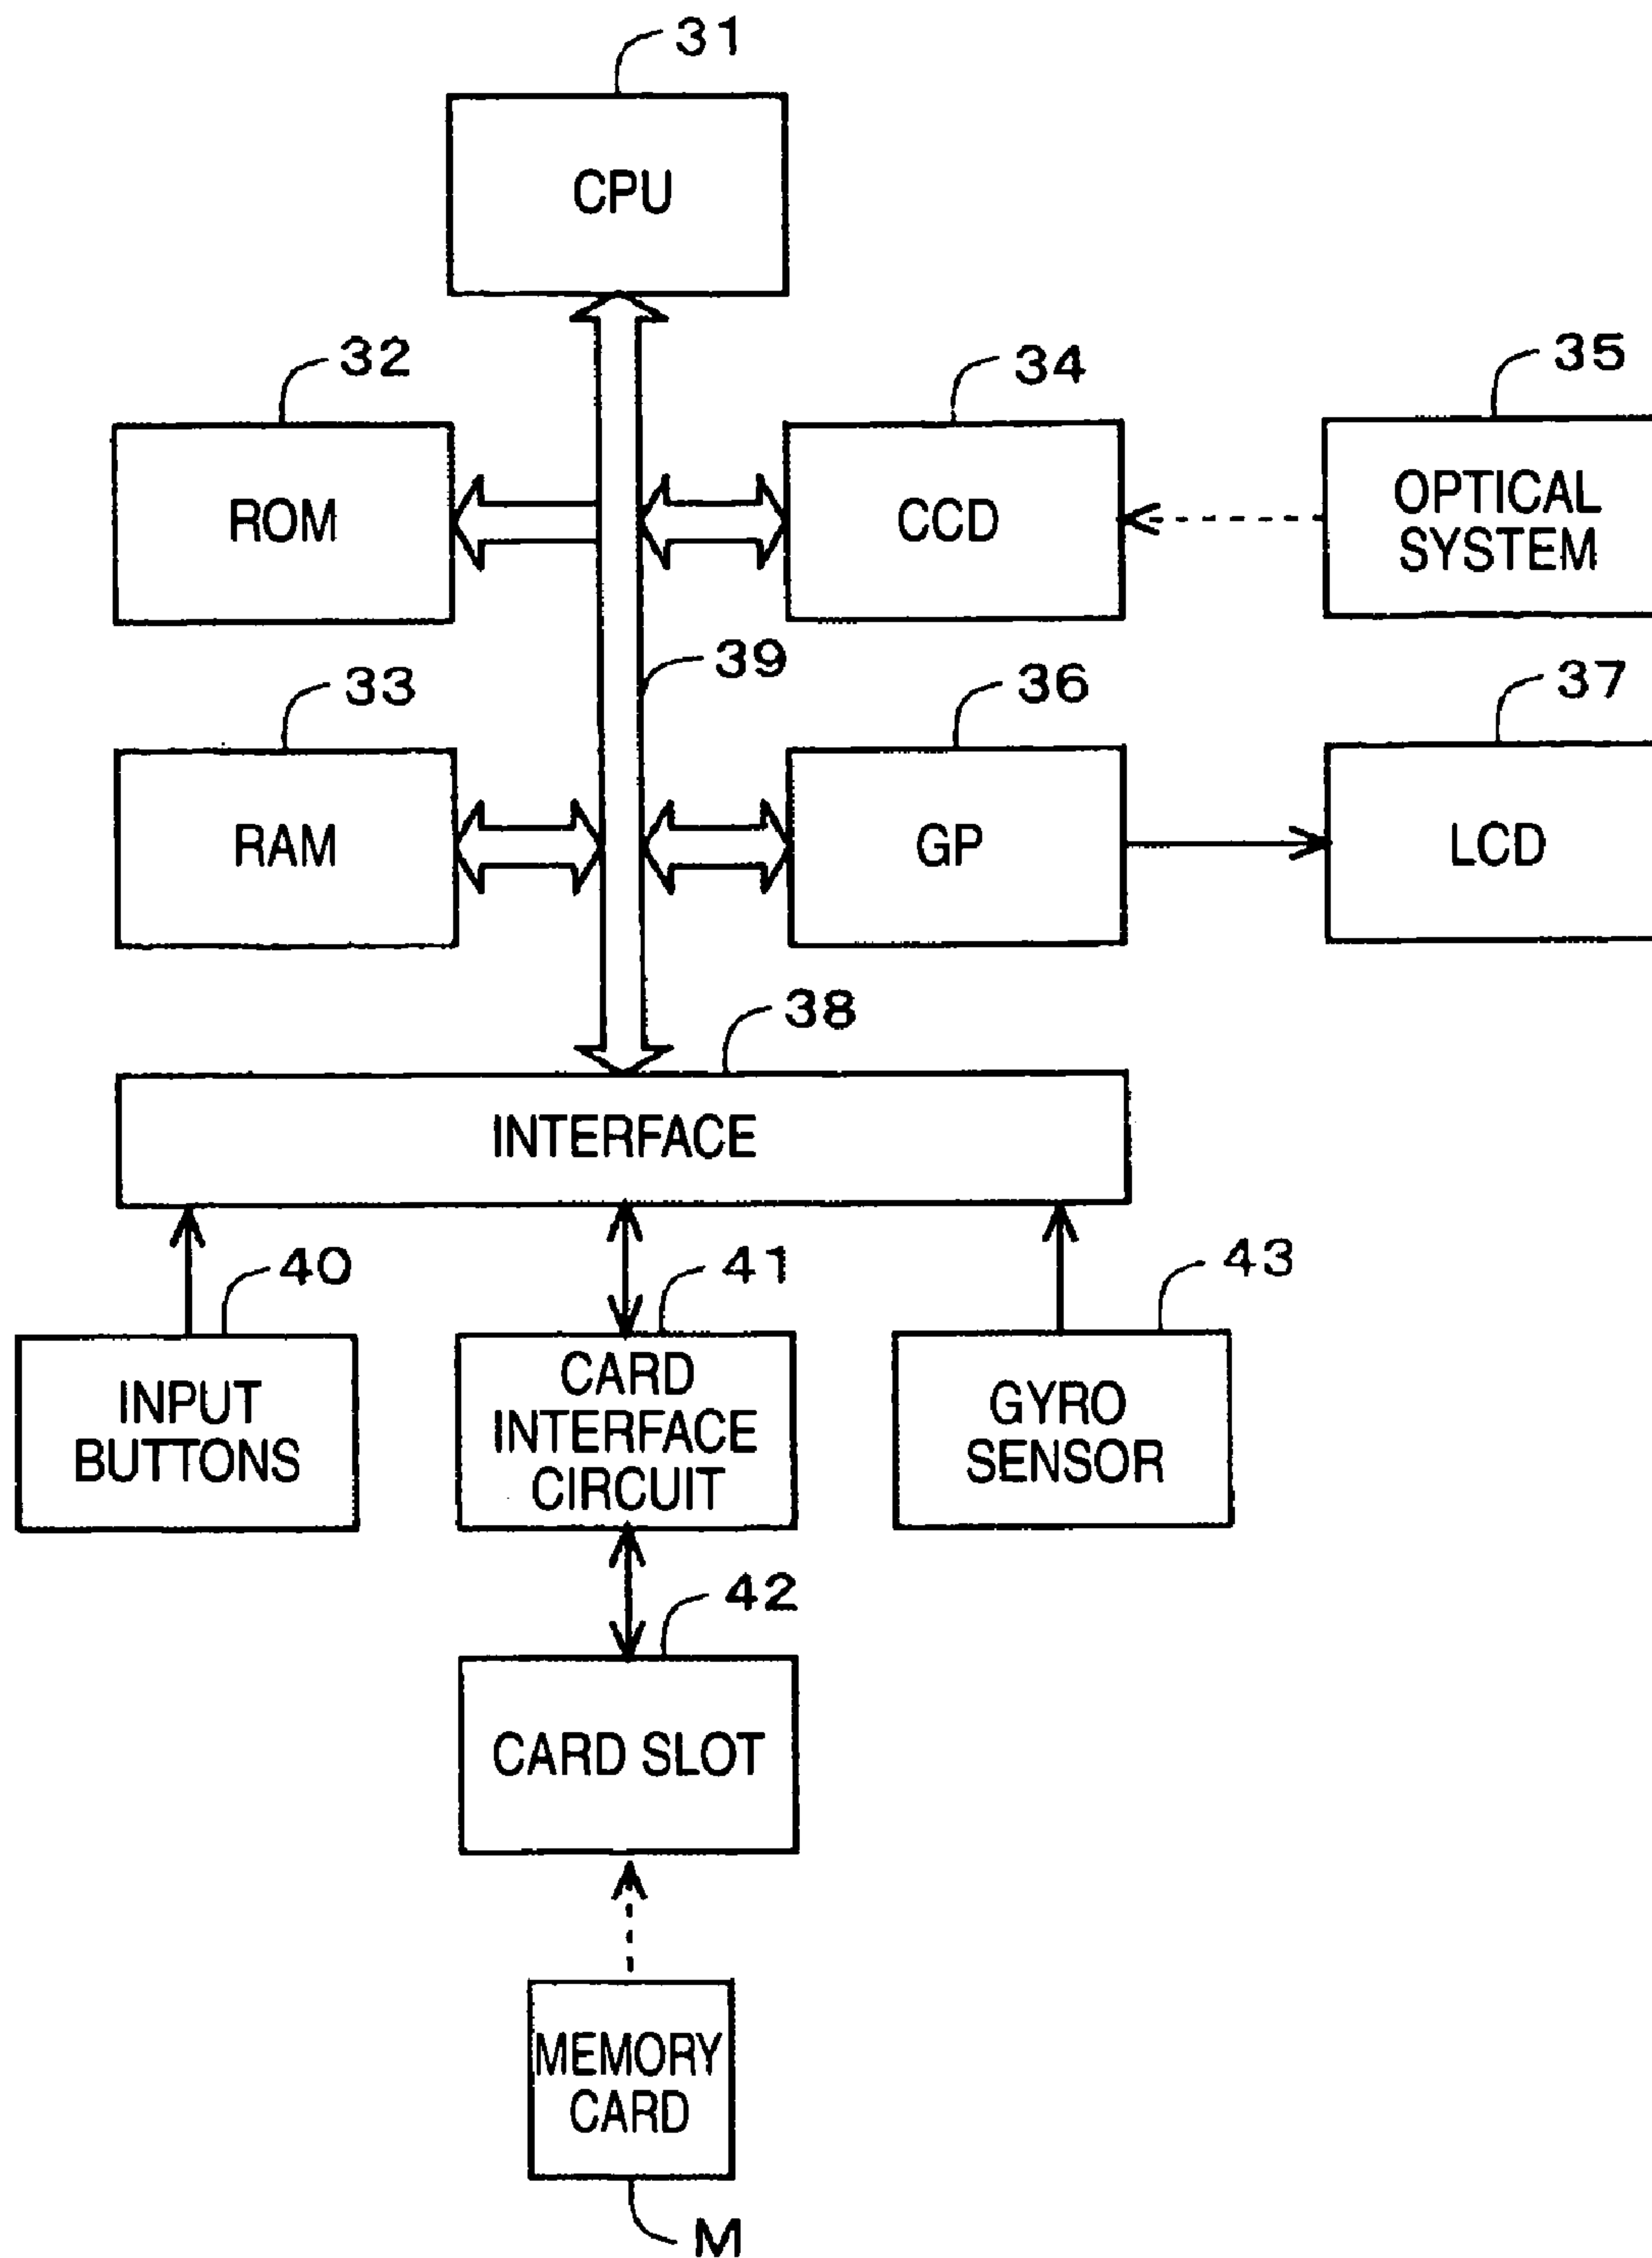 31
CPU
32
34
35
ROM
CCD
OPTICAL
SYSTEM
39
33
36
37
RAM
GP
LCD
38
INTERFACE
40
41
43
INPUT
BUTTONS
CARD
INTERFACE
CIRCUIT
GYRO
SENSOR
42
CARD SLOT
MEMORY
CARD
M